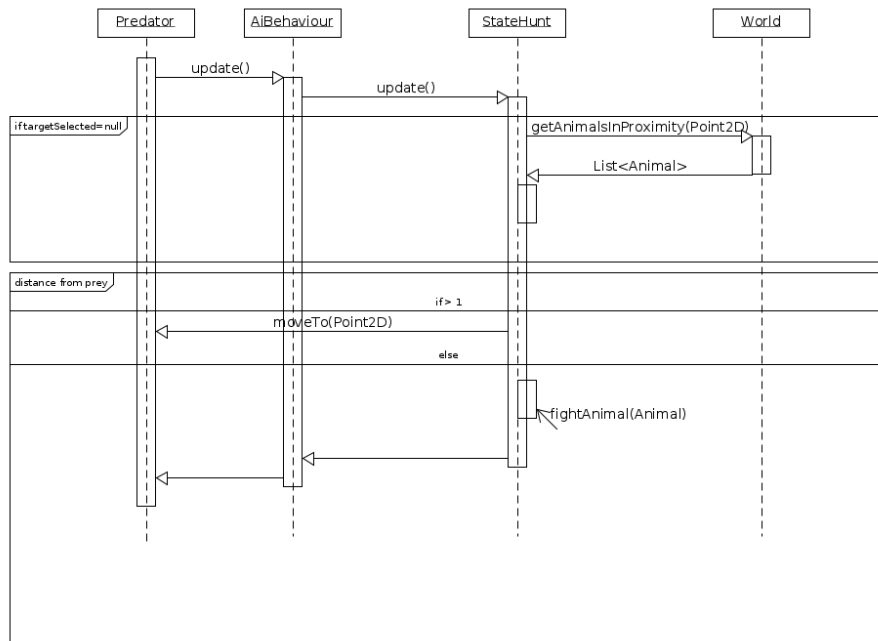 Predator
AiBehaviour
StateHunt
World
update()
update()
iftargetSelected=null
getAnimalsInProximity(Point2D)
List<Animal>
distance from prey
if> 1
moveTo(Point2D)
else
fightAnimal(Animal)